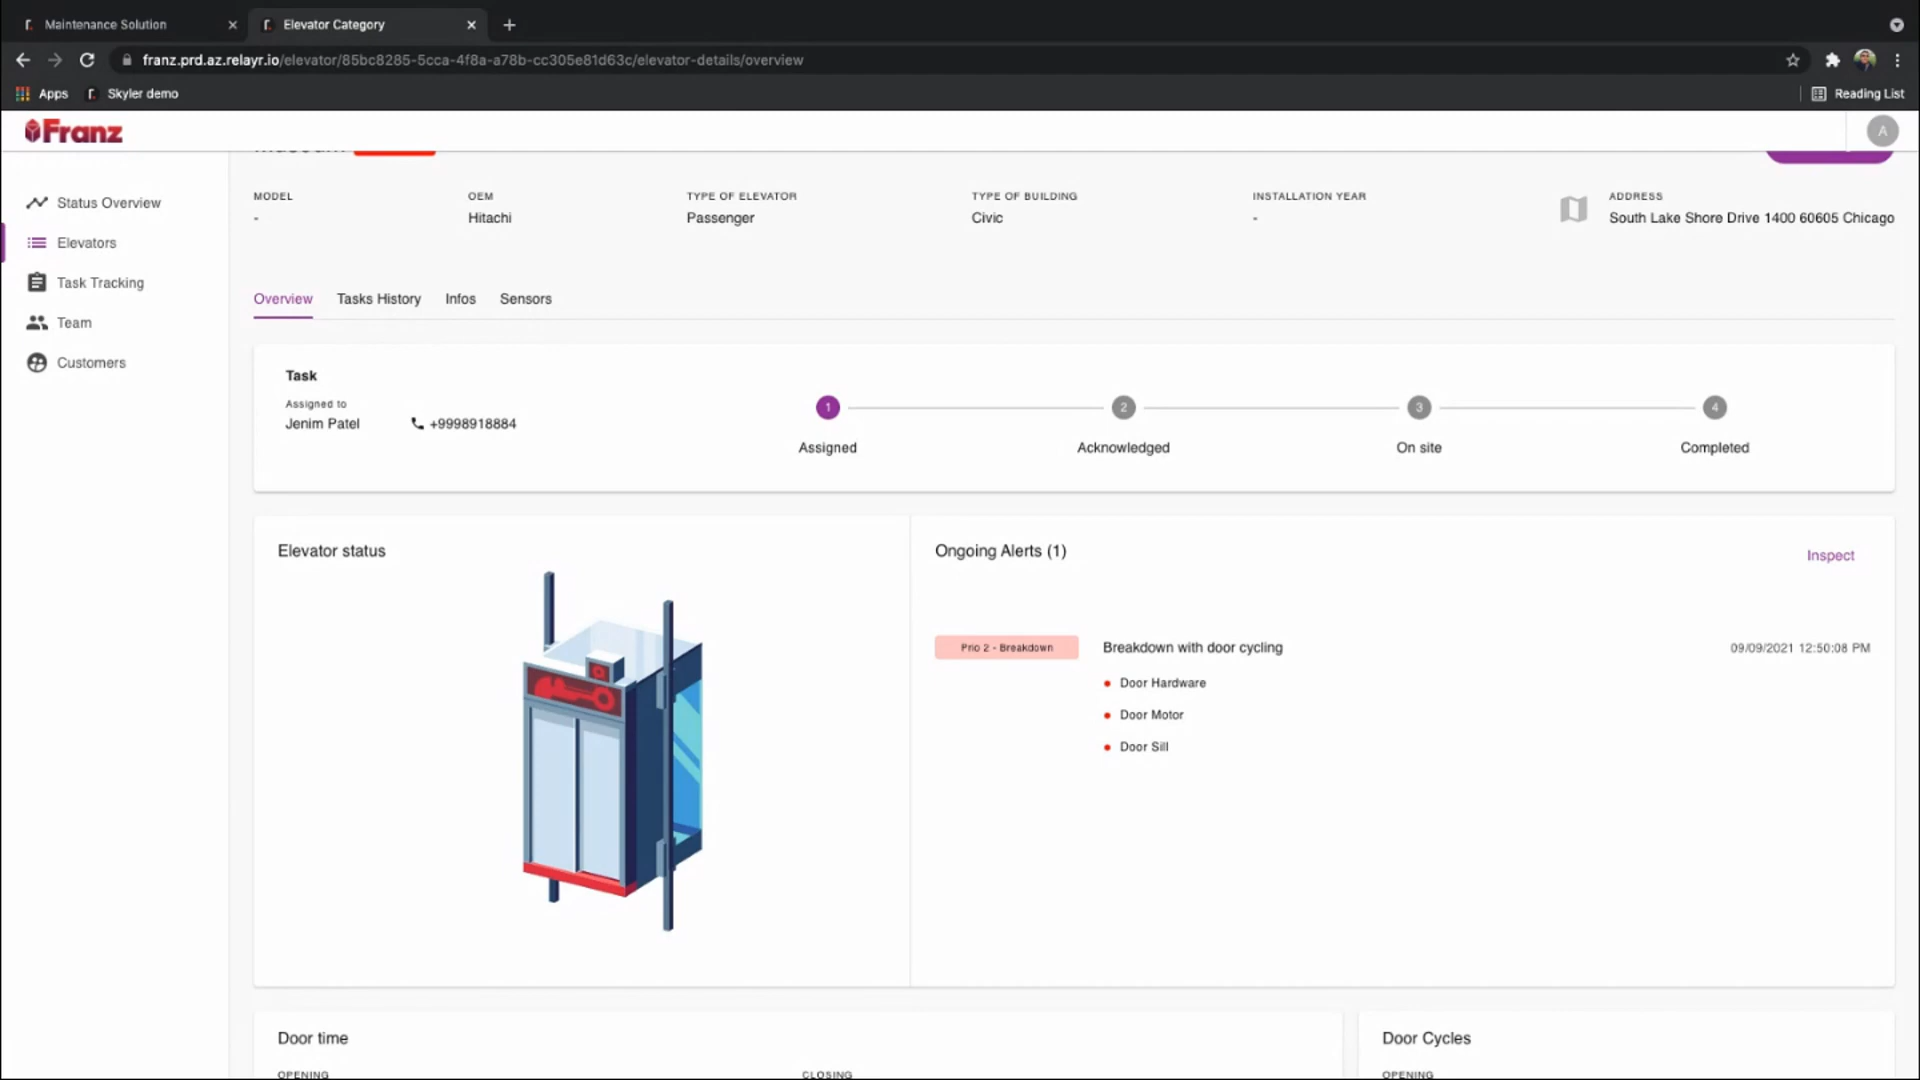 Maintenance Solution
Elevator Category
franz.prd.az.relayr.io/elevator/85bc8285-5cca-4f8a-a78b-cc305e81d63c/elevator-details/overview
Apps
Skyler demo
Reading List
Franz
A
Status Overview
Elevators
Task Tracking
Team
Customers
MODEL
-
OEM
Hitachi
TYPE OF ELEVATOR
Passenger
TYPE OF BUILDING
Civic
INSTALLATION YEAR
-
ADDRESS
South Lake Shore Drive 1400 60605 Chicago
Overview
Tasks History
Infos
Sensors
Task
Assigned to
Jenim Patel
+9998918884
1
Assigned
2
Acknowledged
3
On site
4
Completed
Elevator status
Ongoing Alerts (1)
Inspect
Prio 2 - Breakdown
Breakdown with door cycling
09/09/2021 12:50:08 PM
Door Hardware
Door Motor
Door Sill
Door time
OPENING
CLOSING
Door Cycles
OPENING